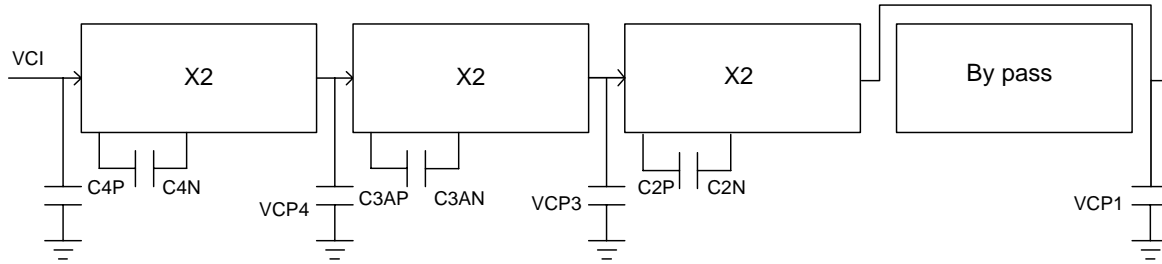 VCI
X2
X2
X2
By pass
C4P
C4N
VCP4
C3AP
C3AN
VCP3
C2P
C2N
VCP1